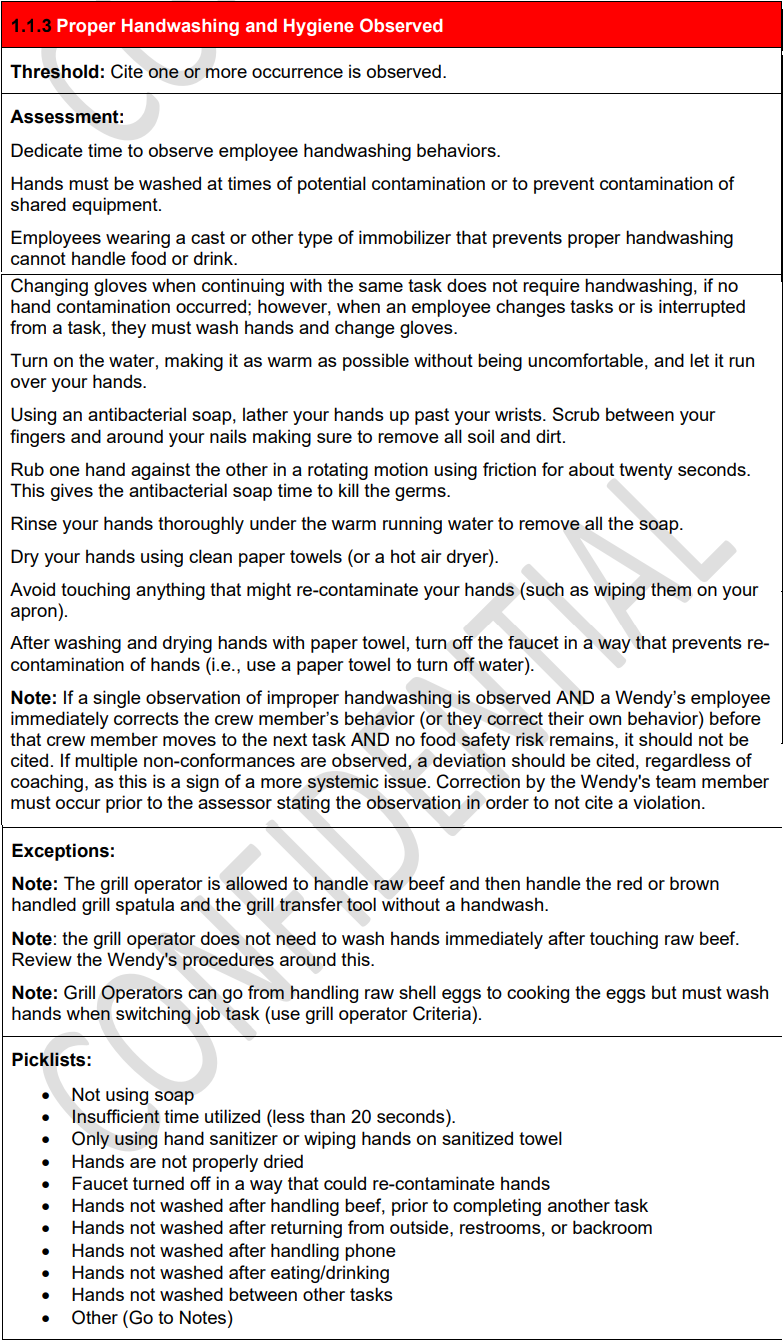 1.1.3 Proper Handwashing and Hygiene Observed
Threshold: Cite one or more occurrence is observed.
Assessment:
Dedicate time to observe employee handwashing behaviors.
Hands must be washed at times of potential contamination or to prevent contamination of
shared equipment.
Employees wearing a cast or other type of immobilizer that prevents proper handwashing
cannot handle food or drink.
Changing gloves when continuing with the same task does not require handwashing, if no
hand contamination occurred; however, when an employee changes tasks or is interrupted
from a task, they must wash hands and change gloves.
Turn on the water, making it as warm as possible without being uncomfortable, and let it run
over your hands.
Using an antibacterial soap, lather your hands up past your wrists. Scrub between your
fingers and around your nails making sure to remove all soil and dirt.
Rub one hand against the other in a rotating motion using friction for about twenty seconds.
This gives the antibacterial soap time to kill the germs.
Rinse your hands thoroughly under the warm running water to remove all the soap.
Dry your hands using clean paper towels (or a hot air dryer).
Avoid touching anything that might re-contaminate your hands (such as wiping them on your
apron).
After washing and drying hands with paper towel, turn off the faucet in a way that prevents re-
contamination of hands (i.e., use a paper towel to turn off water).
Note: If a single observation of improper handwashing is observed AND a Wendy's employee
immediately corrects the crew member's behavior (or they correct their own behavior) before
that crew member moves to the next task AND no food safety risk remains, it should not be
cited. If multiple non-conformances are observed, a deviation should be cited, regardless of
coaching, as this is a sign of a more systemic issue. Correction by the Wendy's team member
must occur prior to the assessor stating the observation in order to not cite a violation.
Exceptions:
Note: The grill operator is allowed to handle raw beef and then handle the red or brown
handled grill spatula and the grill transfer tool without a handwash.
Note: the grill operator does not need to wash hands immediately after touching raw beef.
Review the Wendy's procedures around this.
Note: Grill Operators can go from handling raw shell eggs to cooking the eggs but must wash
hands when switching job task (use grill operator Criteria).
Picklists:
• Not using soap
• Insufficient time utilized (less than 20 seconds).
• Only using hand sanitizer or wiping hands on sanitized towel
• Hands are not properly dried
• Faucet turned off in a way that could re-contaminate hands
• Hands not washed after handling beef, prior to completing another task
• Hands not washed after returning from outside, restrooms, or backroom
• Hands not washed after handling phone
• Hands not washed after eating/drinking
• Hands not washed between other tasks
• Other (Go to Notes)
CONFIDENTIAL
CO